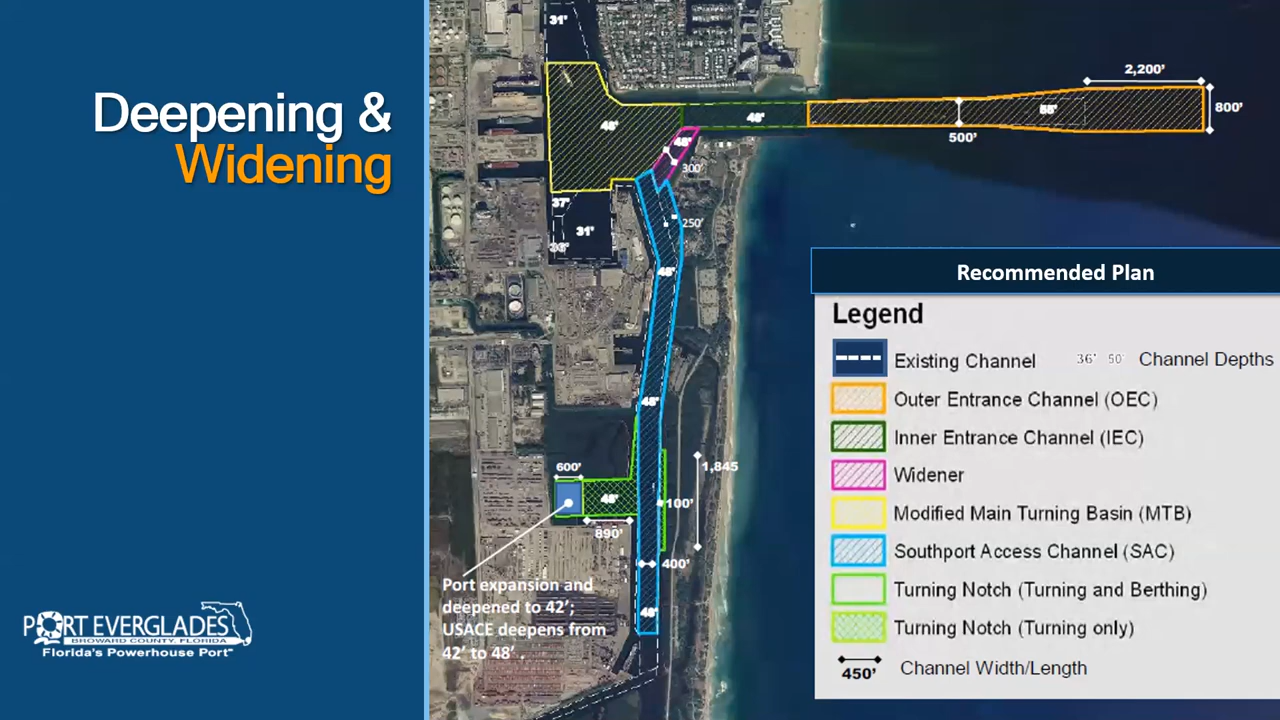 Deepening &
Widening
PORT EVERGLADES
BROWARD COUNTY, FLORIDA
Florida's Powerhouse Port™
31'
2,200'
800'
55'
500'
48'
48'
48'
300'
37'
31'
33'
250'
48'
48'
600'
1,845
48'
100'
890'
400'
48'
Port expansion and
deepened to 42';
USACE deepens from
42' to 48' .
Recommended Plan
Legend
Existing Channel 36' 50' Channel Depths
Outer Entrance Channel (OEC)
Inner Entrance Channel (IEC)
Widener
Modified Main Turning Basin (MTB)
Southport Access Channel (SAC)
Turning Notch (Turning and Berthing)
Turning Notch (Turning only)
450' Channel Width/Length